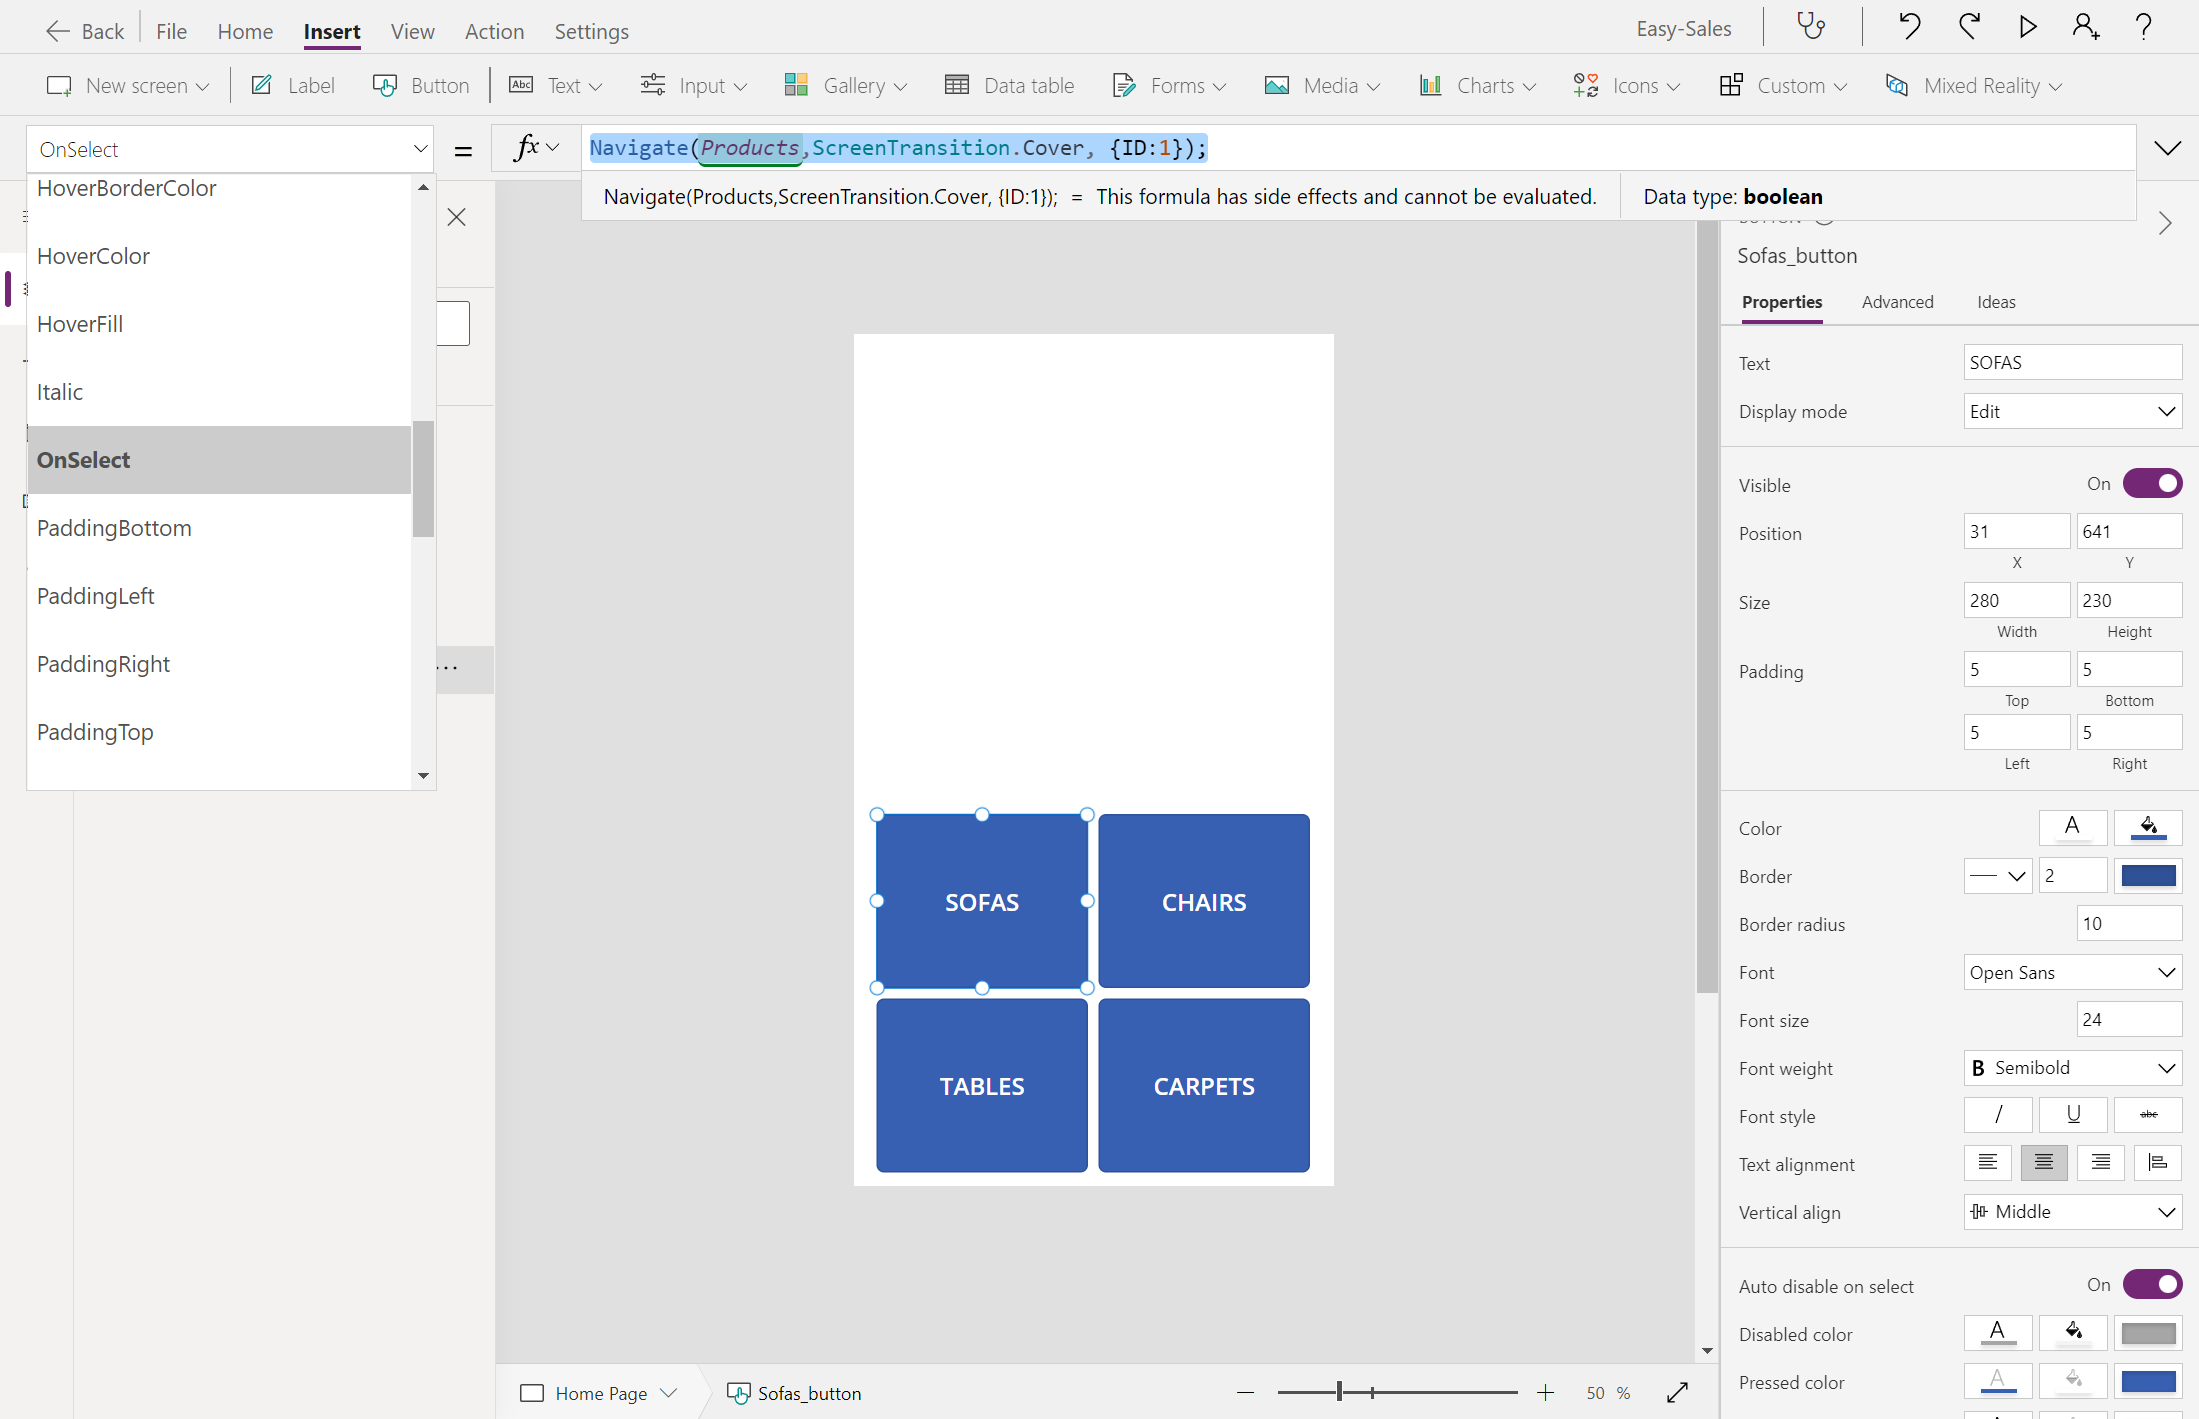 Back File Home Insert View Action Settings Easy-Sales
New screen Label Button Abc Text Input Gallery Data table Forms Media Charts Icons Custom Mixed Reality
OnSelect = fx Navigate(Products,ScreenTransition.Cover, {ID:1});
Navigate(Products,ScreenTransition.Cover, {ID:1}); = This formula has side effects and cannot be evaluated. Data type: boolean
HoverBorderColor
HoverColor
HoverFill
Italic
OnSelect
PaddingBottom
PaddingLeft
PaddingRight
PaddingTop
SOFAS
CHAIRS
TABLES
CARPETS
Sofas_button
Properties Advanced Ideas
Text SOFAS
Display mode Edit
Visible On
Position 31 641
X Y
Size 280 230
Width Height
Padding 5 5
Top Bottom
5 5
Left Right
Color A
Border 2
Border radius 10
Font Open Sans
Font size 24
Font weight B Semibold
Font style / U abc
Text alignment
Vertical align Middle
Auto disable on select On
Disabled color A
Pressed color A
Home Page Sofas_button 50 %